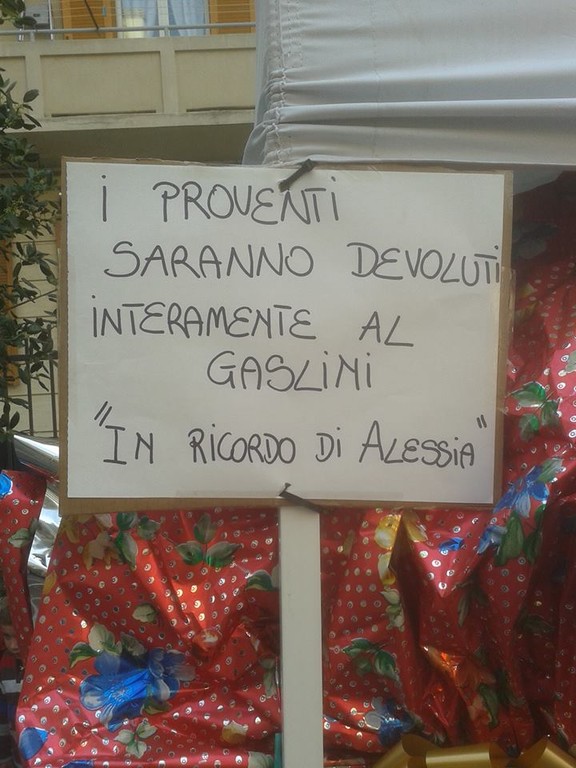 i PROVENTi
SARANNO DEVOLUTi
iNTERAMENTE AL
GASLiNi
"IN RiCORDO Di ALESSiA"